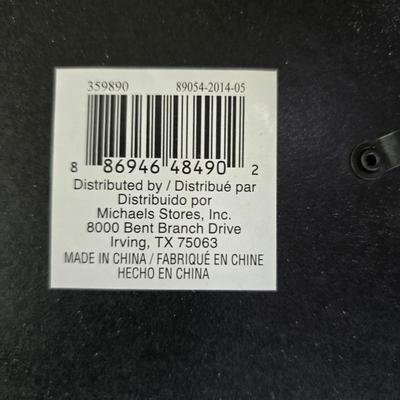 359890 89054-2014-05
8 86946 48490 2
Distributed by / Distribué par
Distribuido por
Michaels Stores, Inc.
8000 Bent Branch Drive
Irving, TX 75063
MADE IN CHINA / FABRIQUÉ EN CHINE
HECHO EN CHINA